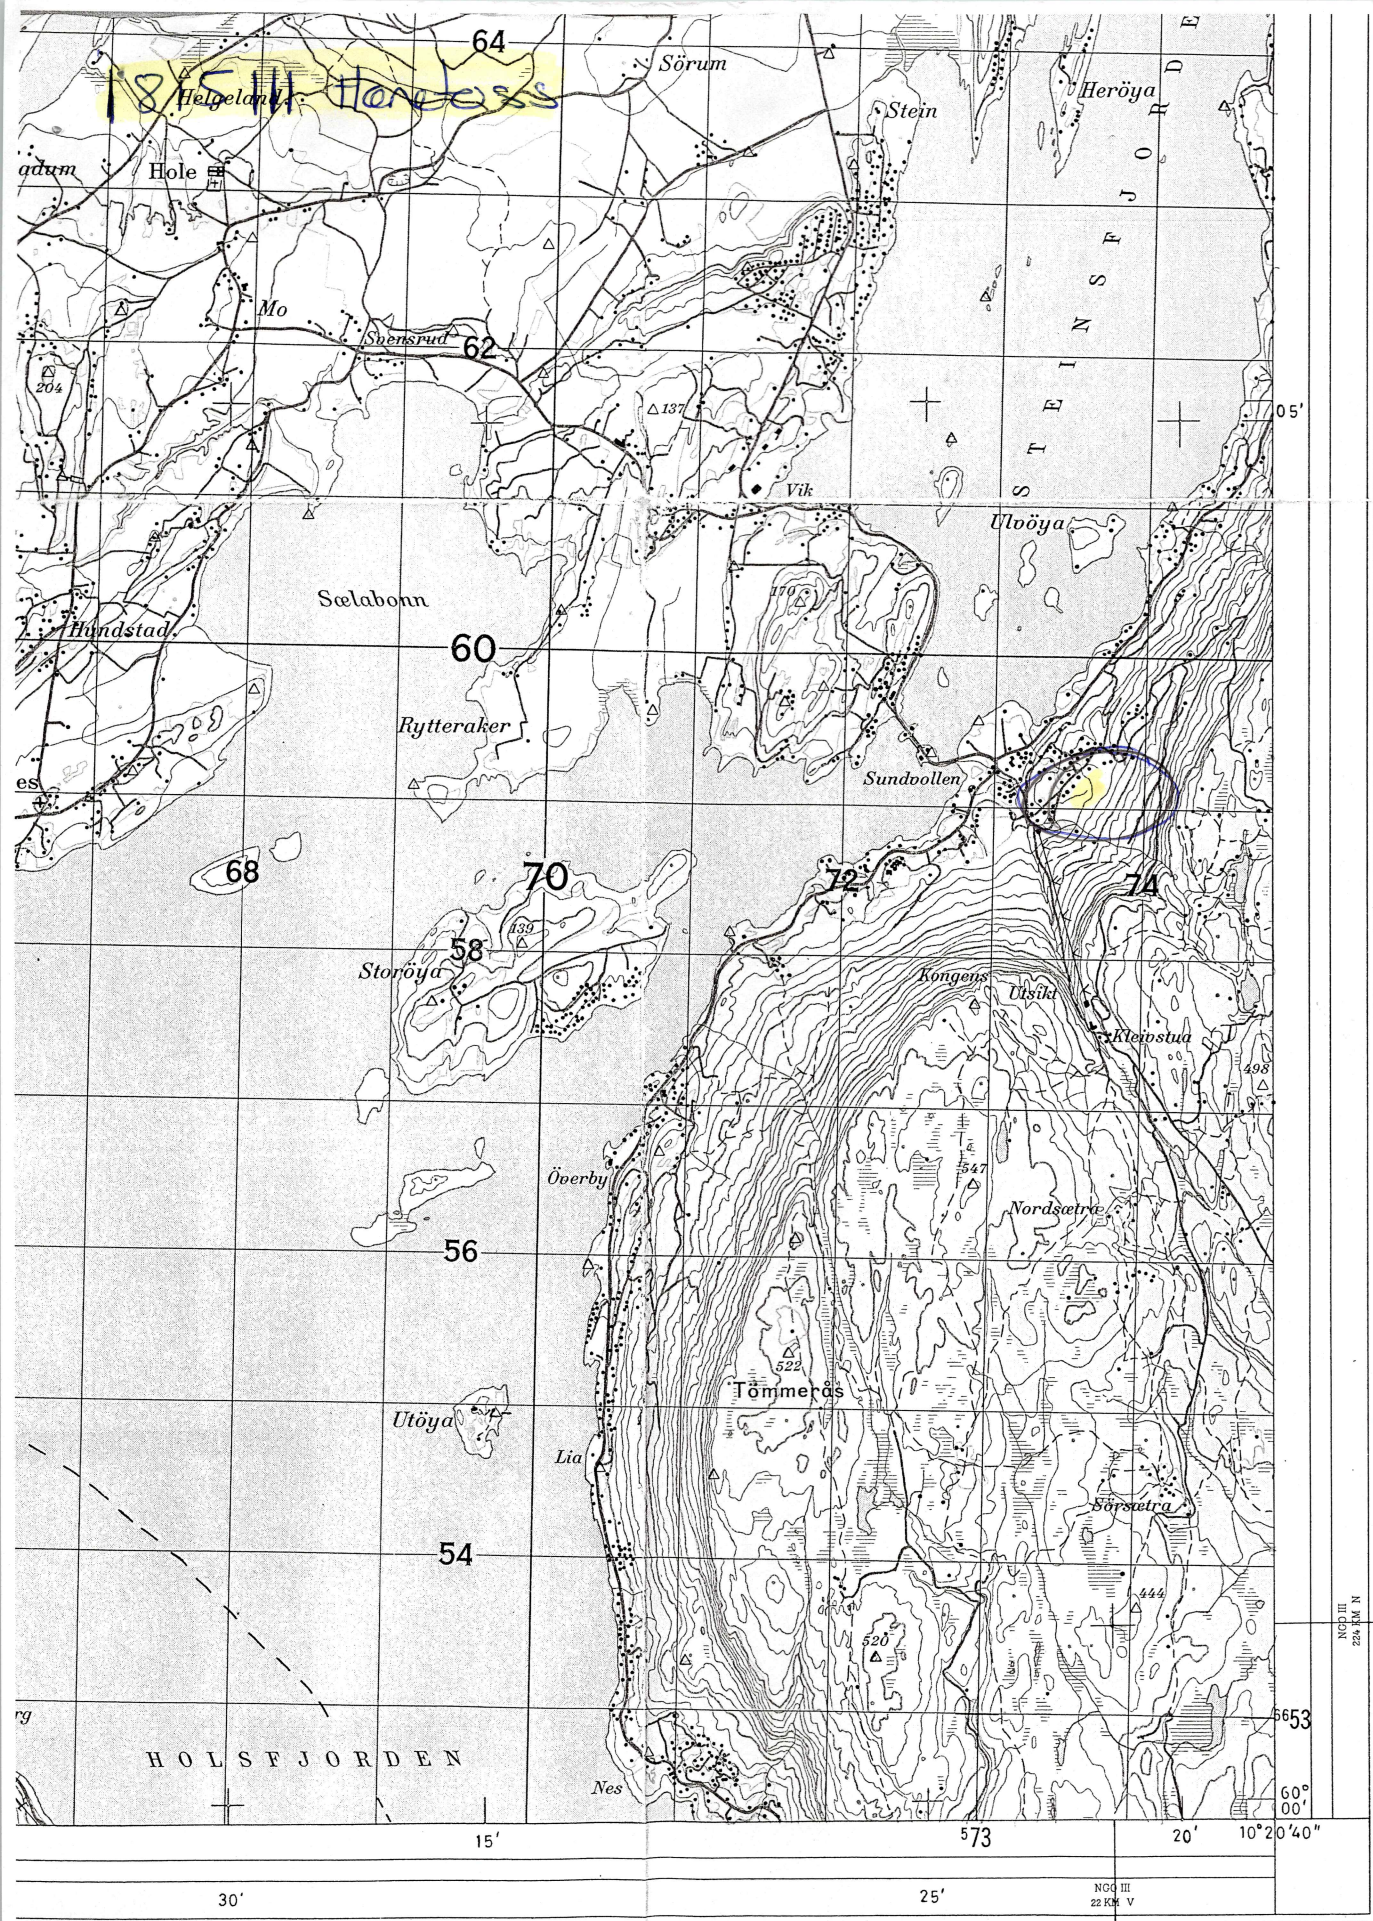 64
Sörum
Heröya
Helgeland
18 5 III
Stein
adum
Hole
STEINSFJORDE
Mo
Svensrud
62
204
137
05'
Vik
Ulvöya
170
Sælabonn
Hundstad
60
Rytteraker
Sundvollen
es
68
70
72
74
139
58
Storöya
Kongens
Utsikt
Kleivstua
498
Överby
547
Nordsætra
56
522
Tömmerås
Utöya
Lia
Sörsætra
54
444
520
NGO III
224 KM N
rg
6653
HOLSFJORDEN
Nes
60°
00'
15'
573
20'
10°20'40"
30'
25'
NGO III
22 KM V